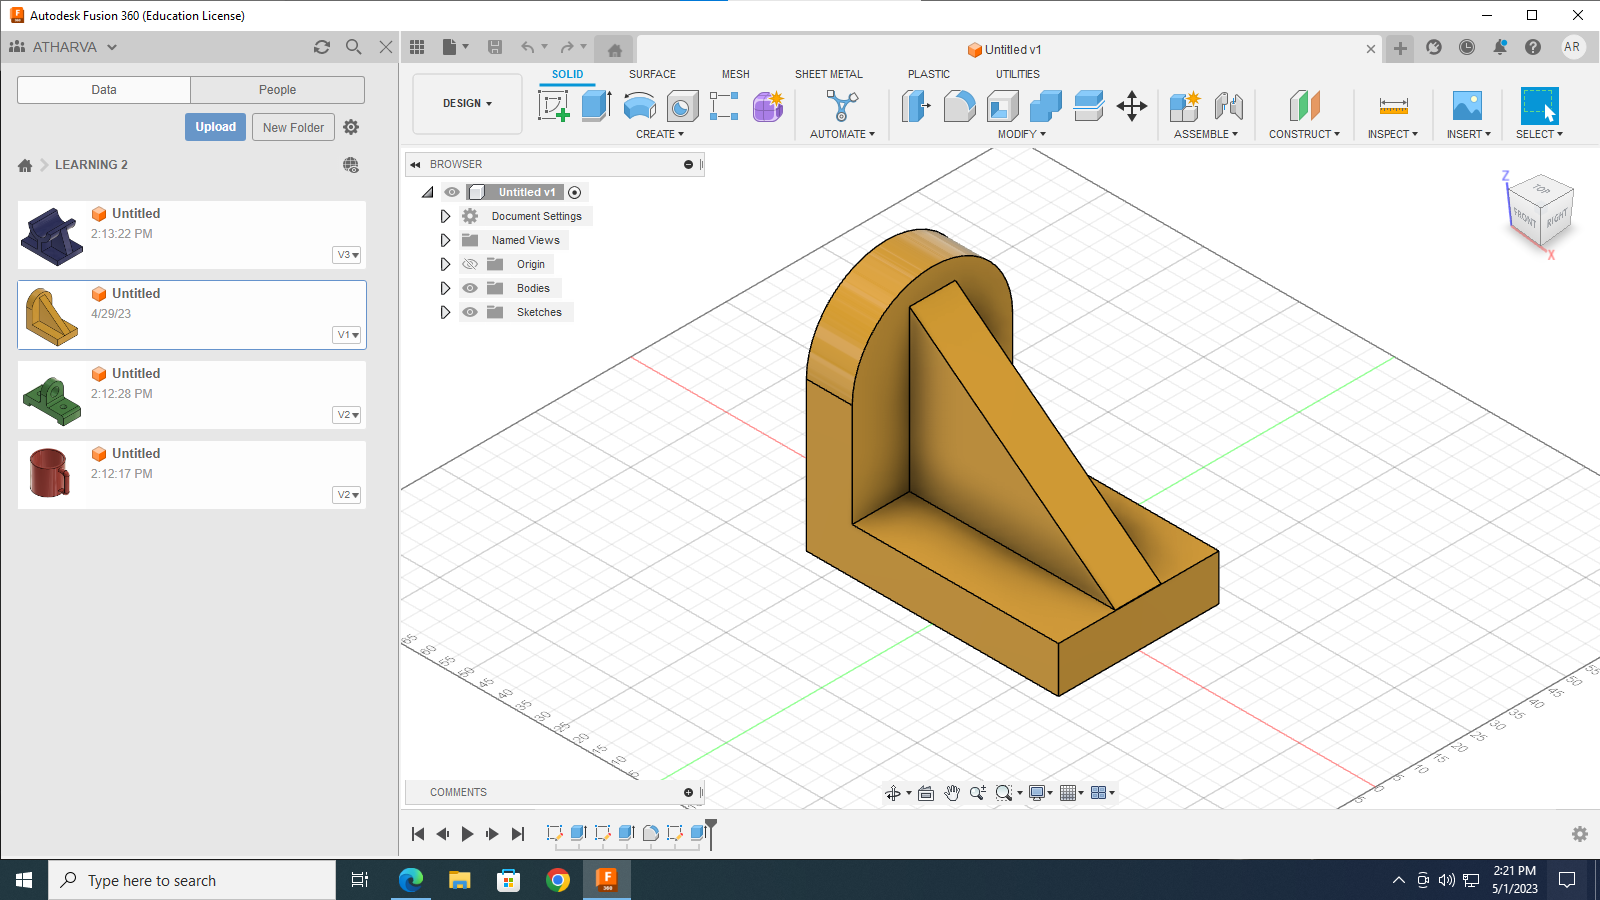 Autodesk Fusion 360 (Education License)
ATHARVA
Untitled v1
AR
Data
People
Upload
New Folder
LEARNING 2
Untitled
2:13:22 PM
V3
Untitled
4/29/23
V1
Untitled
2:12:28 PM
V2
Untitled
2:12:17 PM
V2
DESIGN
SOLID
SURFACE
MESH
SHEET METAL
PLASTIC
UTILITIES
CREATE
AUTOMATE
MODIFY
ASSEMBLE
CONSTRUCT
INSPECT
INSERT
SELECT
BROWSER
Untitled v1
Document Settings
Named Views
Origin
Bodies
Sketches
Z
TOP
FRONT
RIGHT
X
65
60
55
50
45
40
35
30
25
20
15
10
5
55
50
45
40
35
30
25
20
15
10
5
0
5
COMMENTS
Type here to search
F
360
2:21 PM
5/1/2023